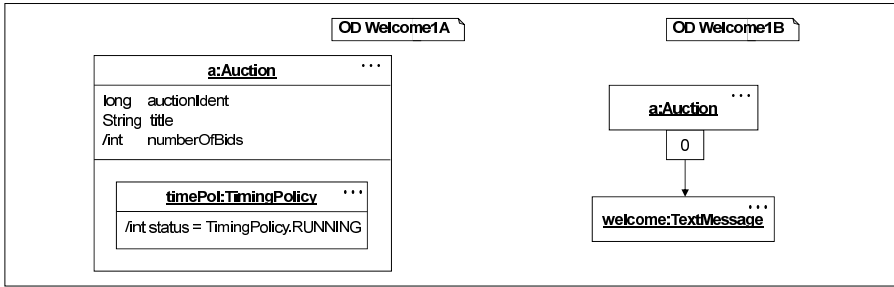 OD Welcome1A
a:Auction ...
long auctionIdent
String title
/int numberOfBids
timePol:TimingPolicy ...
/int status = TimingPolicy.RUNNING
OD Welcome1B
a:Auction ...
0
welcome:TextMessage ...